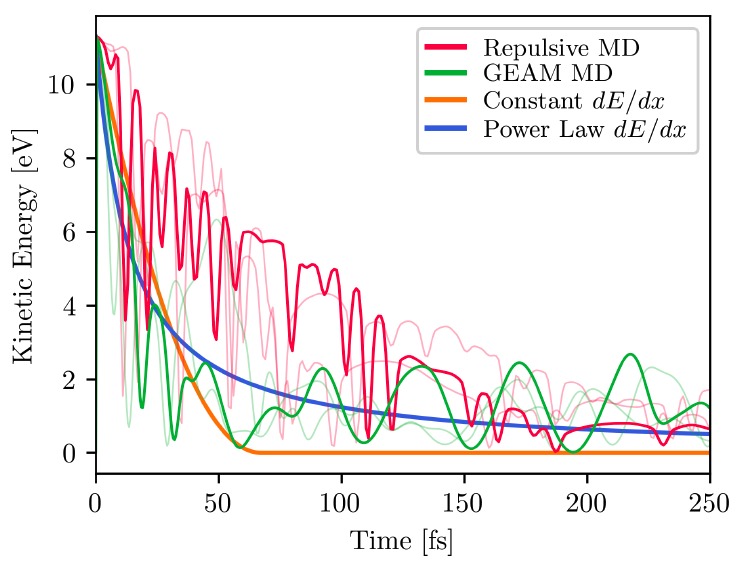 Repulsive MD
GEAM MD
Constant dE/dx
Power Law dE/dx
Kinetic Energy [eV]
10
8
6
4
2
0
0 50 100 150 200 250
Time [fs]